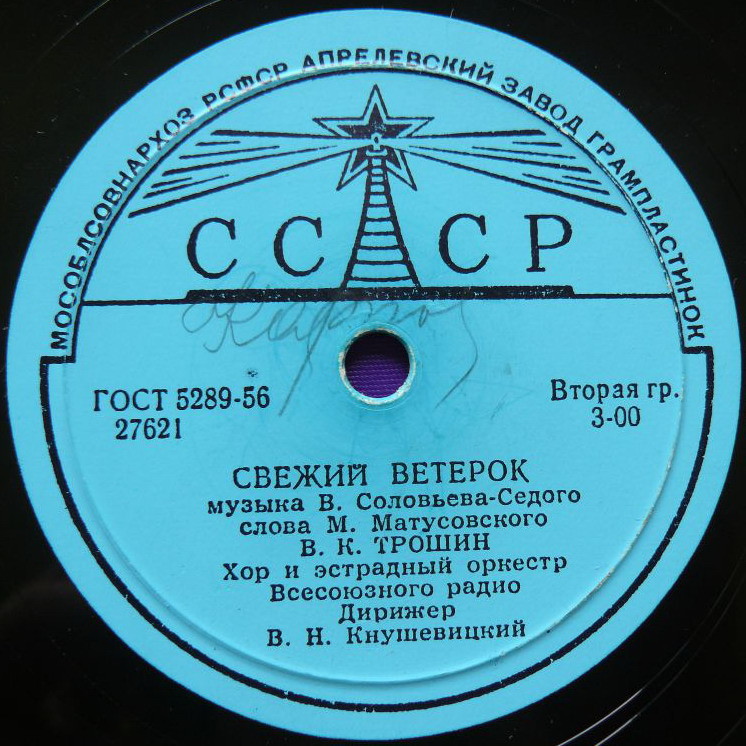 МОСОБЛСОВНАРХОЗ РСФСР АПРЕЛЕВСКИЙ ЗАВОД ГРАМПЛАСТИНОК
СССР
ГОСТ 5289-56
27621
Вторая гр.
3-00
СВЕЖИЙ ВЕТЕРОК
музыка В. Соловьева-Седого
слова М. Матусовского
В. К. ТРОШИН
Хор и эстрадный оркестр
Всесоюзного радио
Дирижер
В. Н. Кнушевицкий